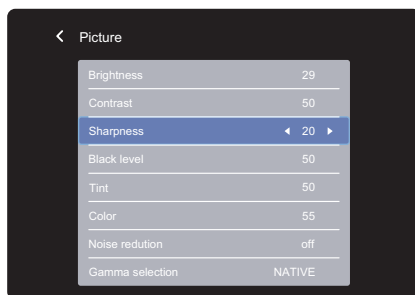 Picture
Brightness 29
Contrast 50
Sharpness 20
Black level 50
Tint 50
Color 55
Noise redution off
Gamma selection NATIVE